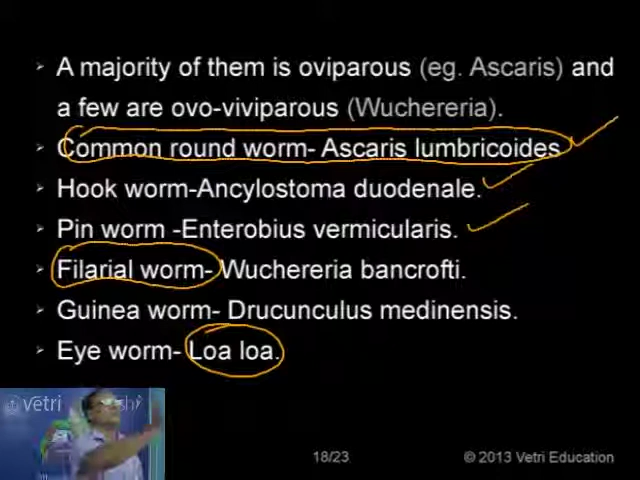 A majority of them is oviparous (eg. Ascaris) and
a few are ovo-viviparous (Wuchereria).
Common round worm- Ascaris lumbricoides
Hook worm-Ancylostoma duodenale.
Pin worm -Enterobius vermicularis.
Filarial worm- Wuchereria bancrofti.
Guinea worm- Drucunculus medinensis.
Eye worm- Loa loa.
Vetri
18/23
© 2013 Vetri Education